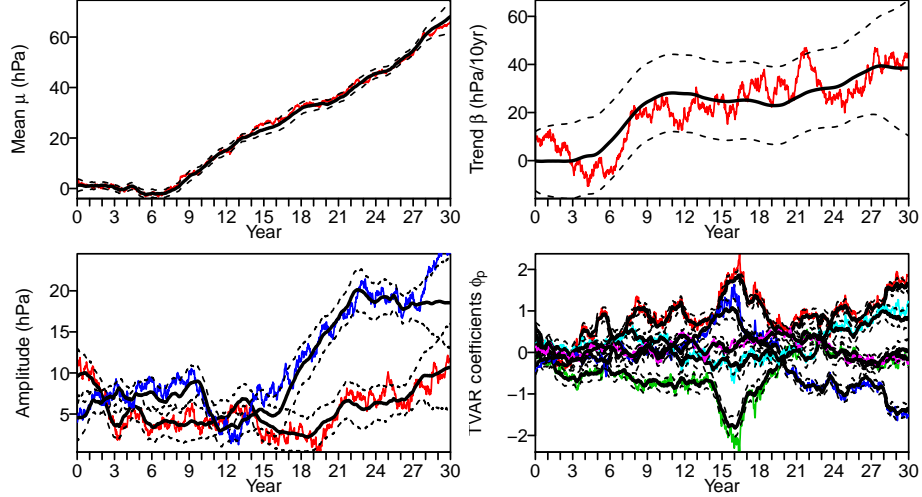 Mean μ (hPa)
0 20 40 60
0 3 6 9 12 15 18 21 24 27 30
Year
Trend β (hPa/10yr)
0 20 40 60
0 3 6 9 12 15 18 21 24 27 30
Year
Amplitude (hPa)
5 10 15 20
0 3 6 9 12 15 18 21 24 27 30
Year
TVAR coefficients ϕp
−2 −1 0 1 2
0 3 6 9 12 15 18 21 24 27 30
Year